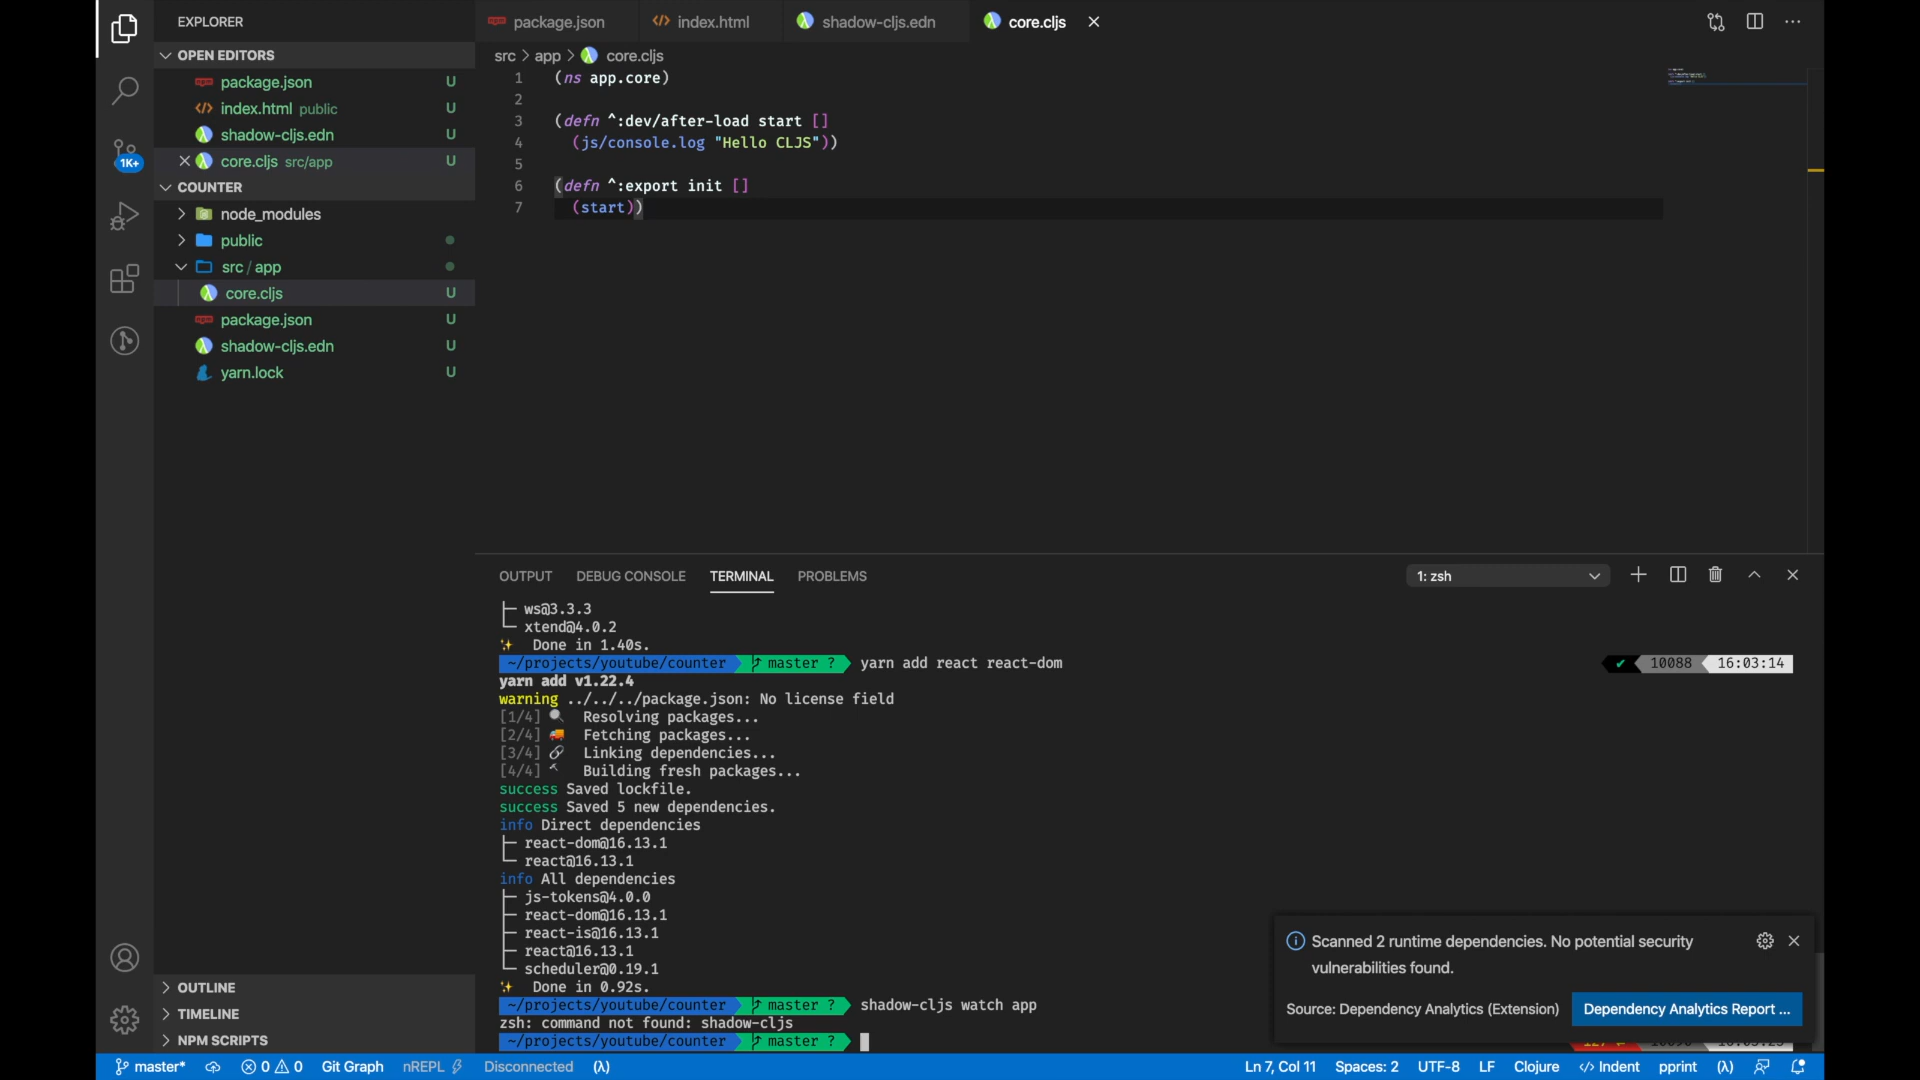 EXPLORER
OPEN EDITORS
package.json U
index.html public U
shadow-cljs.edn U
core.cljs src/app U
COUNTER
node_modules
public
src / app
core.cljs U
package.json U
shadow-cljs.edn U
yarn.lock U
OUTLINE
TIMELINE
NPM SCRIPTS
1K+
package.json index.html shadow-cljs.edn core.cljs
src > app > core.cljs
1 (ns app.core)
2
3 (defn ^:dev/after-load start []
4 (js/console.log "Hello CLJS"))
5
6 (defn ^:export init []
7 (start))
OUTPUT DEBUG CONSOLE TERMINAL PROBLEMS 1: zsh
├─ ws@3.3.3
└─ xtend@4.0.2
✨ Done in 1.40s.
~/projects/youtube/counter master ? yarn add react react-dom ✔ 10088 16:03:14
yarn add v1.22.4
warning ../../../package.json: No license field
[1/4] 🔍 Resolving packages...
[2/4] 🚚 Fetching packages...
[3/4] 🔗 Linking dependencies...
[4/4] 🔨 Building fresh packages...
success Saved lockfile.
success Saved 5 new dependencies.
info Direct dependencies
├─ react-dom@16.13.1
└─ react@16.13.1
info All dependencies
├─ js-tokens@4.0.0
├─ react-dom@16.13.1
├─ react-is@16.13.1
├─ react@16.13.1
└─ scheduler@0.19.1
✨ Done in 0.92s.
~/projects/youtube/counter master ? shadow-cljs watch app
zsh: command not found: shadow-cljs
~/projects/youtube/counter master ?
Scanned 2 runtime dependencies. No potential security
vulnerabilities found.
Source: Dependency Analytics (Extension) Dependency Analytics Report ...
master* 0 0 Git Graph nREPL Disconnected (λ) Ln 7, Col 11 Spaces: 2 UTF-8 LF Clojure </> Indent pprint (λ)